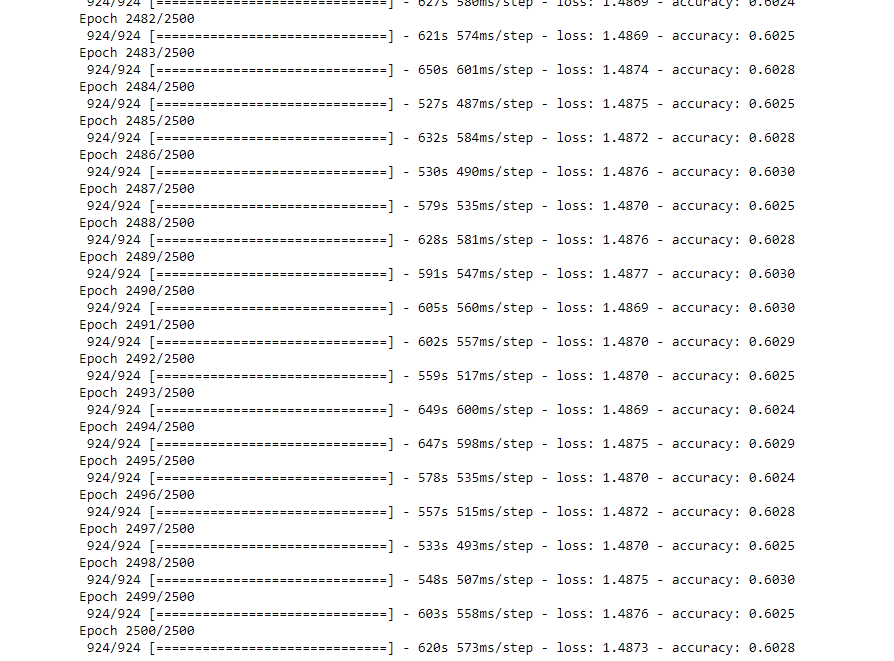 924/924 [==============================] - 627s 580ms/step - loss: 1.4869 - accuracy: 0.6024
Epoch 2482/2500
924/924 [==============================] - 621s 574ms/step - loss: 1.4869 - accuracy: 0.6025
Epoch 2483/2500
924/924 [==============================] - 650s 601ms/step - loss: 1.4874 - accuracy: 0.6028
Epoch 2484/2500
924/924 [==============================] - 527s 487ms/step - loss: 1.4875 - accuracy: 0.6025
Epoch 2485/2500
924/924 [==============================] - 632s 584ms/step - loss: 1.4872 - accuracy: 0.6028
Epoch 2486/2500
924/924 [==============================] - 530s 490ms/step - loss: 1.4876 - accuracy: 0.6030
Epoch 2487/2500
924/924 [==============================] - 579s 535ms/step - loss: 1.4870 - accuracy: 0.6025
Epoch 2488/2500
924/924 [==============================] - 628s 581ms/step - loss: 1.4876 - accuracy: 0.6028
Epoch 2489/2500
924/924 [==============================] - 591s 547ms/step - loss: 1.4877 - accuracy: 0.6030
Epoch 2490/2500
924/924 [==============================] - 605s 560ms/step - loss: 1.4869 - accuracy: 0.6030
Epoch 2491/2500
924/924 [==============================] - 602s 557ms/step - loss: 1.4870 - accuracy: 0.6029
Epoch 2492/2500
924/924 [==============================] - 559s 517ms/step - loss: 1.4870 - accuracy: 0.6025
Epoch 2493/2500
924/924 [==============================] - 649s 600ms/step - loss: 1.4869 - accuracy: 0.6024
Epoch 2494/2500
924/924 [==============================] - 647s 598ms/step - loss: 1.4875 - accuracy: 0.6029
Epoch 2495/2500
924/924 [==============================] - 578s 535ms/step - loss: 1.4870 - accuracy: 0.6024
Epoch 2496/2500
924/924 [==============================] - 557s 515ms/step - loss: 1.4872 - accuracy: 0.6028
Epoch 2497/2500
924/924 [==============================] - 533s 493ms/step - loss: 1.4870 - accuracy: 0.6025
Epoch 2498/2500
924/924 [==============================] - 548s 507ms/step - loss: 1.4875 - accuracy: 0.6030
Epoch 2499/2500
924/924 [==============================] - 603s 558ms/step - loss: 1.4876 - accuracy: 0.6025
Epoch 2500/2500
924/924 [==============================] - 620s 573ms/step - loss: 1.4873 - accuracy: 0.6028